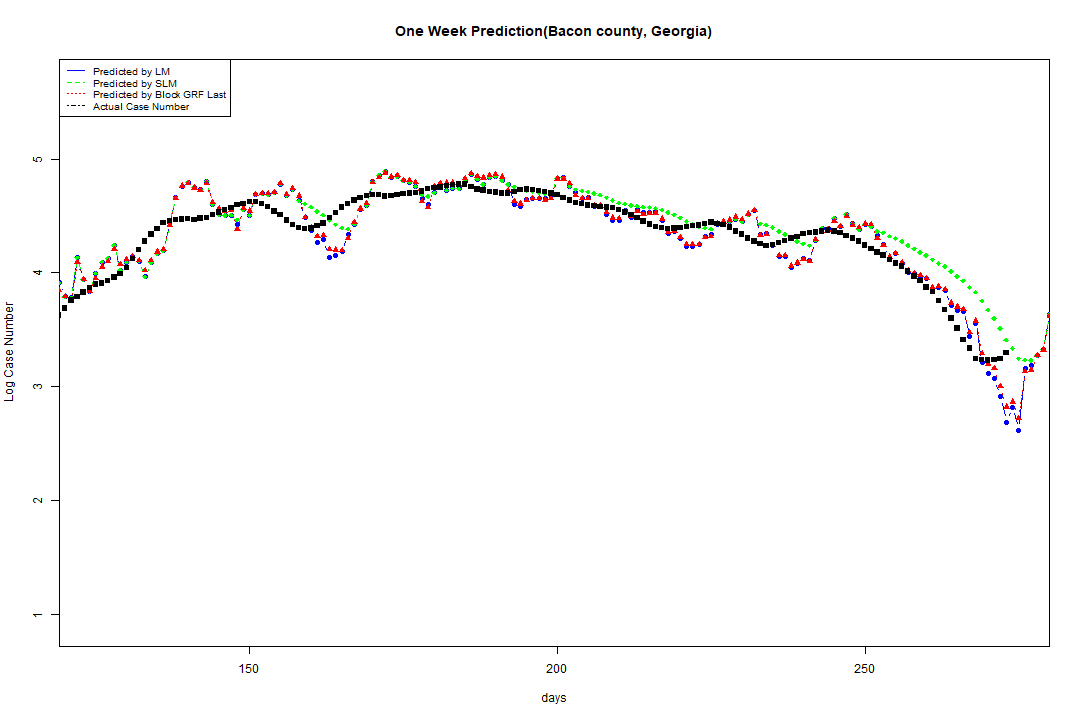 One Week Prediction(Bacon county, Georgia)
Predicted by LM
Predicted by SLM
Predicted by Block GRF Last
Actual Case Number
5
4
3
2
1
Log Case Number
150
200
250
days